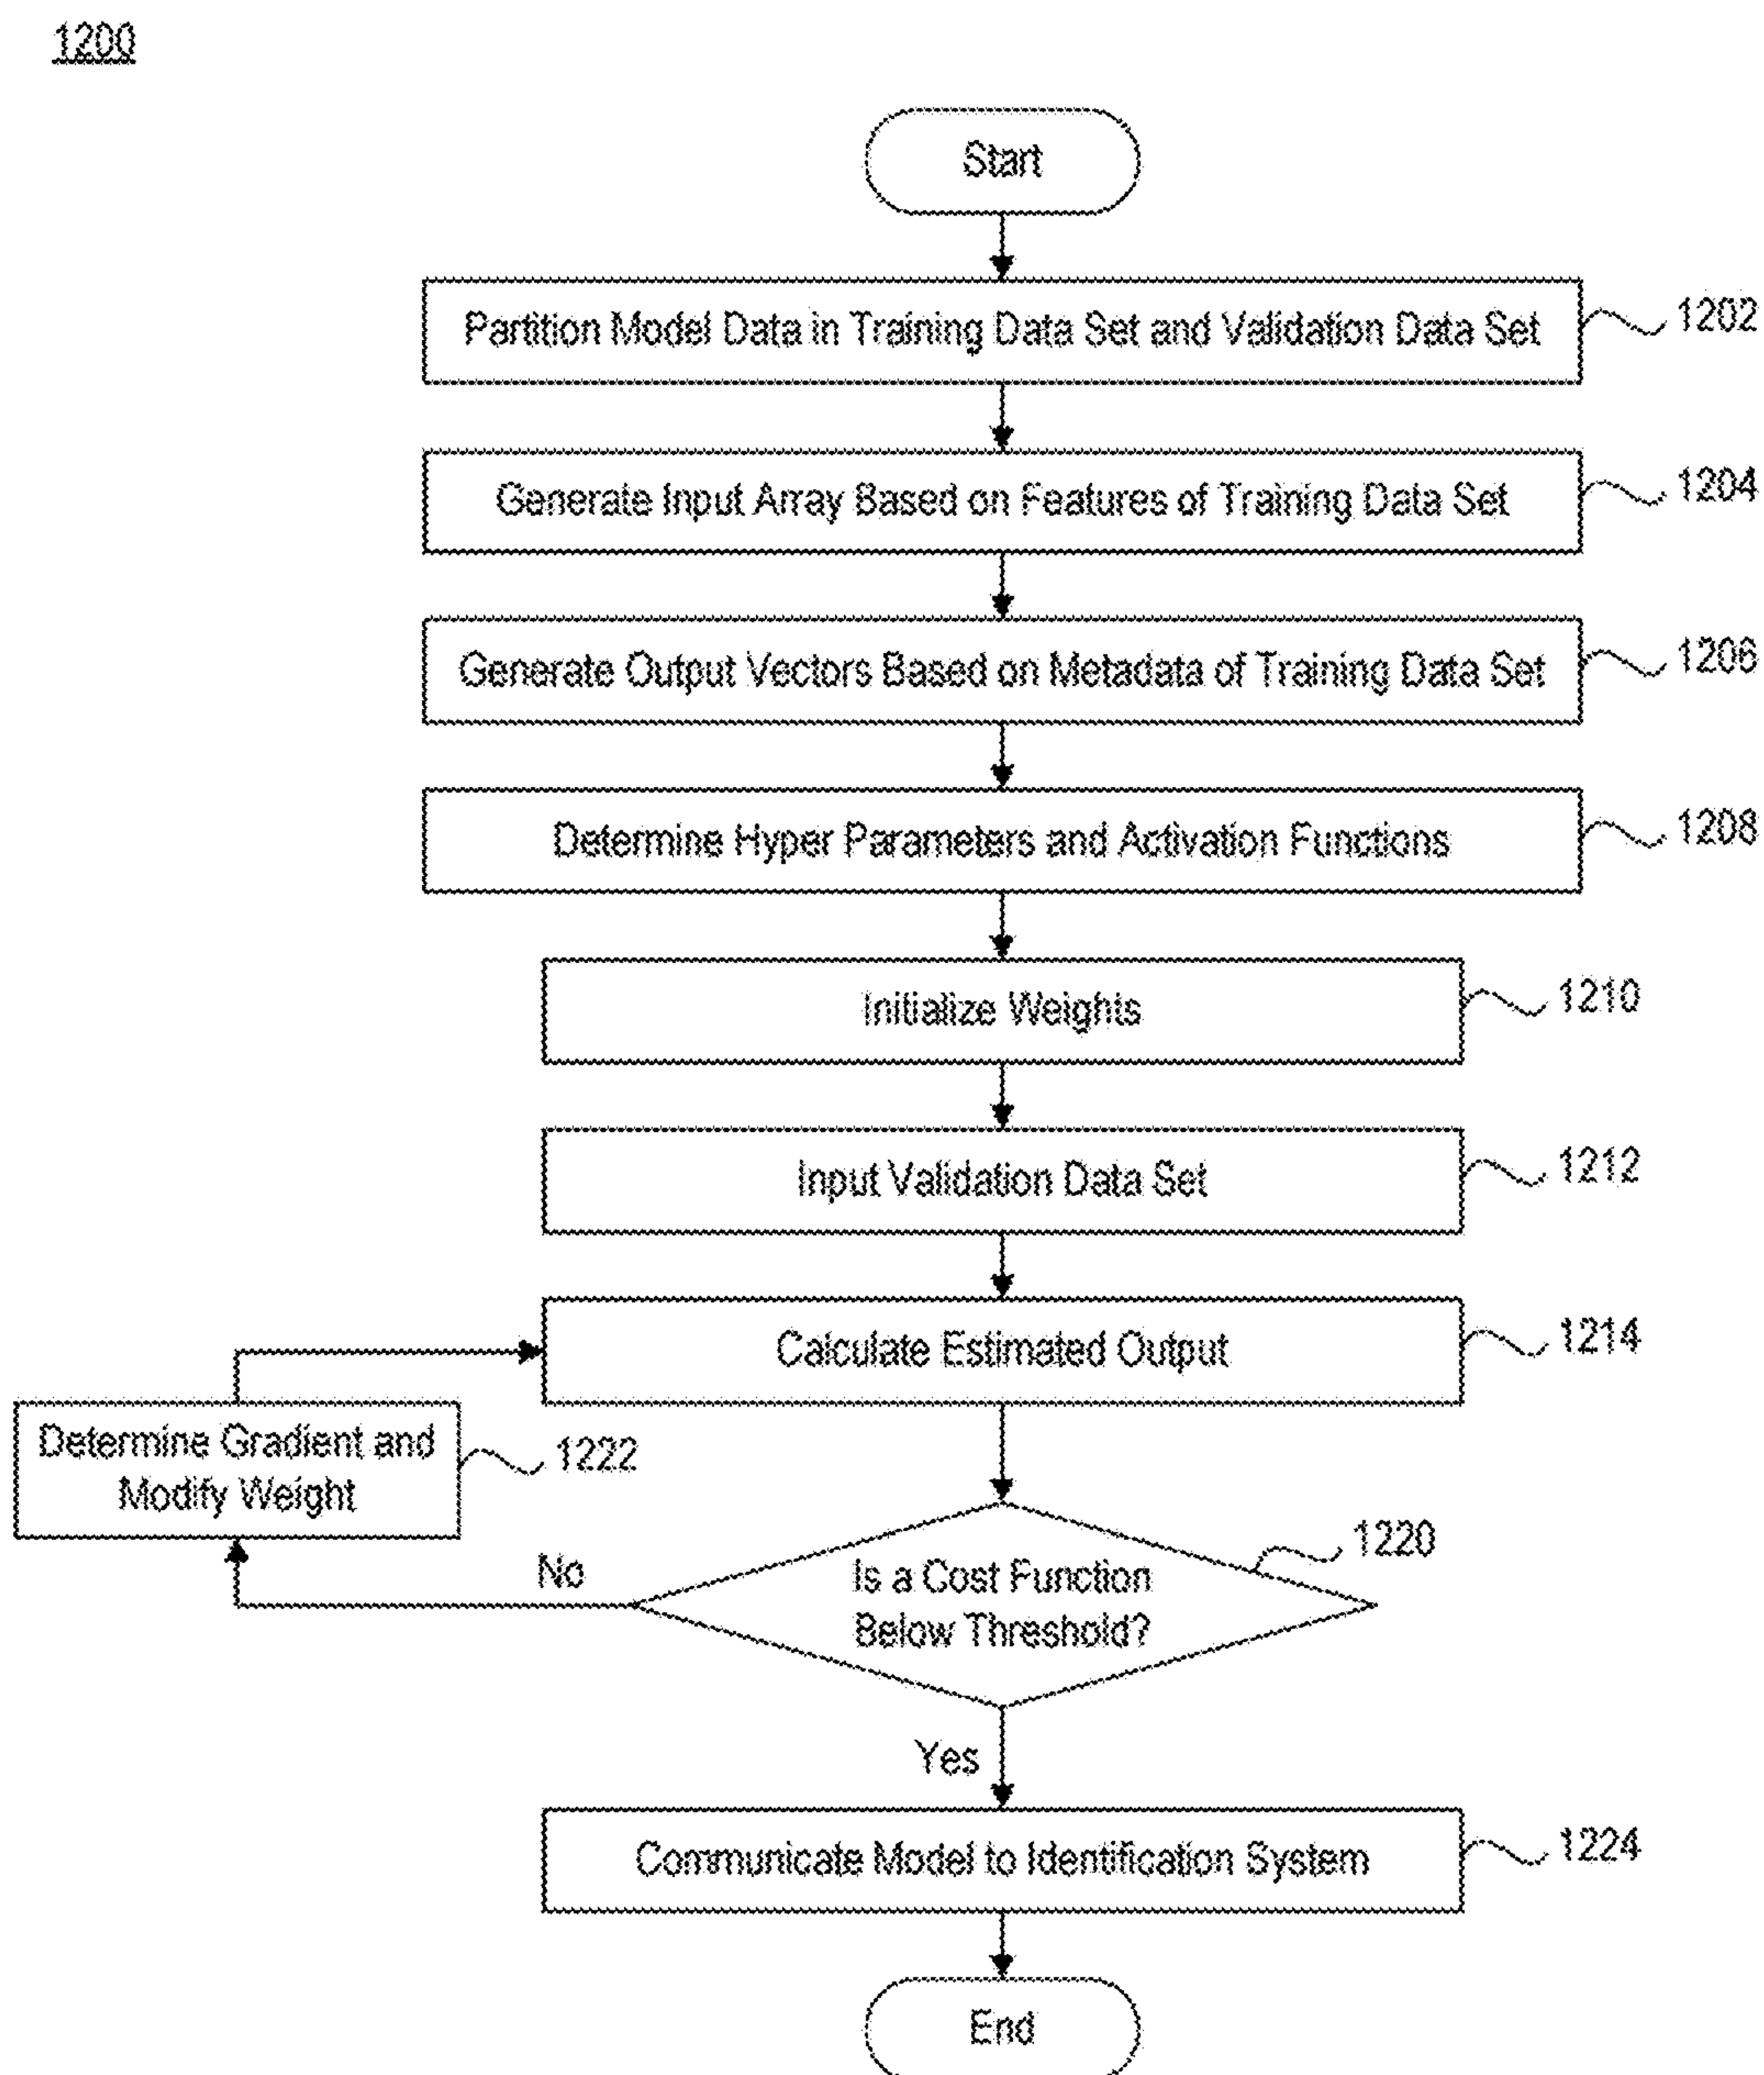 1200
Start
Partition Model Data in Training Data Set and Validation Data Set
1202
Generate Input Array Based on Features of Training Data Set
1204
Generate Output Vectors Based on Metadata of Training Data Set
1206
Determine Hyper Parameters and Activation Functions
1208
Initialize Weights
1210
Input Validation Data Set
1212
Calculate Estimated Output
1214
Determine Gradient and
Modify Weight
1222
No
Is a Cost Function
Below Threshold?
1220
Yes
Communicate Model to Identification System
1224
End